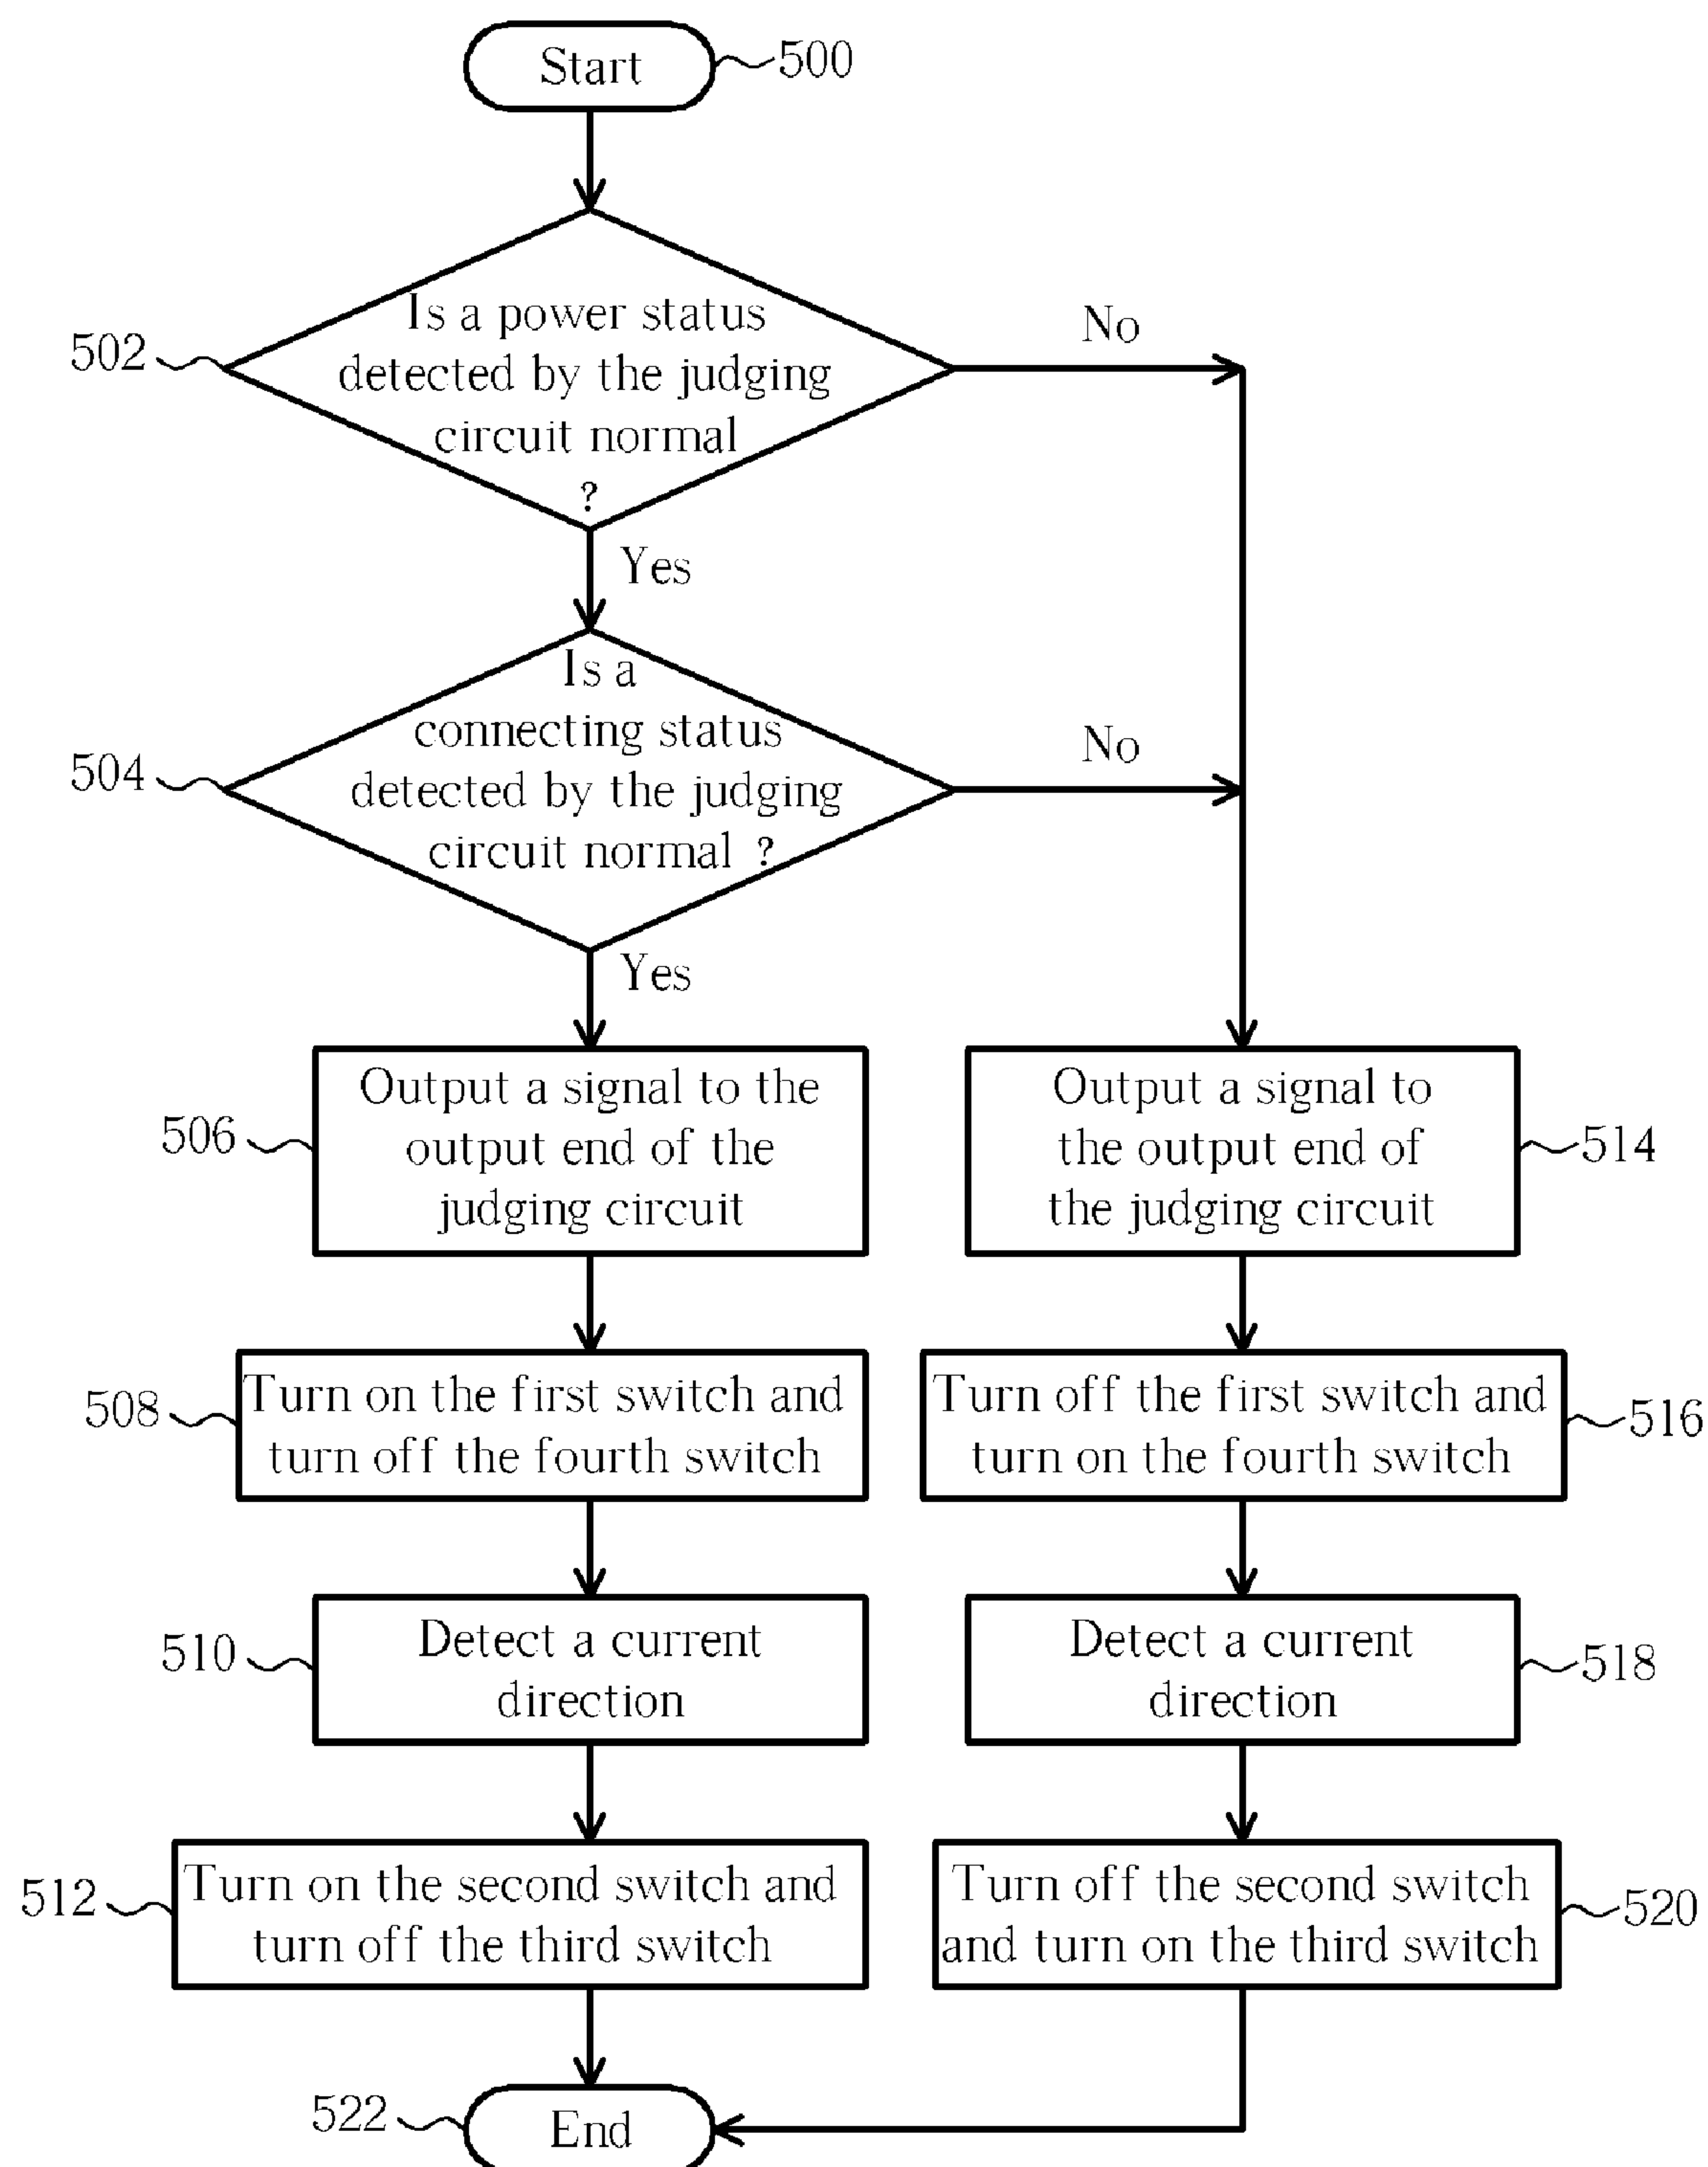 Start
500
502
Is a power status
detected by the judging
circuit normal
?
No
Yes
504
Is a
connecting status
detected by the judging
circuit normal ?
No
Yes
506
Output a signal to the
output end of the
judging circuit
Output a signal to
the output end of
the judging circuit
514
508
Turn on the first switch and
turn off the fourth switch
Turn off the first switch and
turn on the fourth switch
516
510
Detect a current
direction
Detect a current
direction
518
512
Turn on the second switch and
turn off the third switch
Turn off the second switch
and turn on the third switch
520
522
End